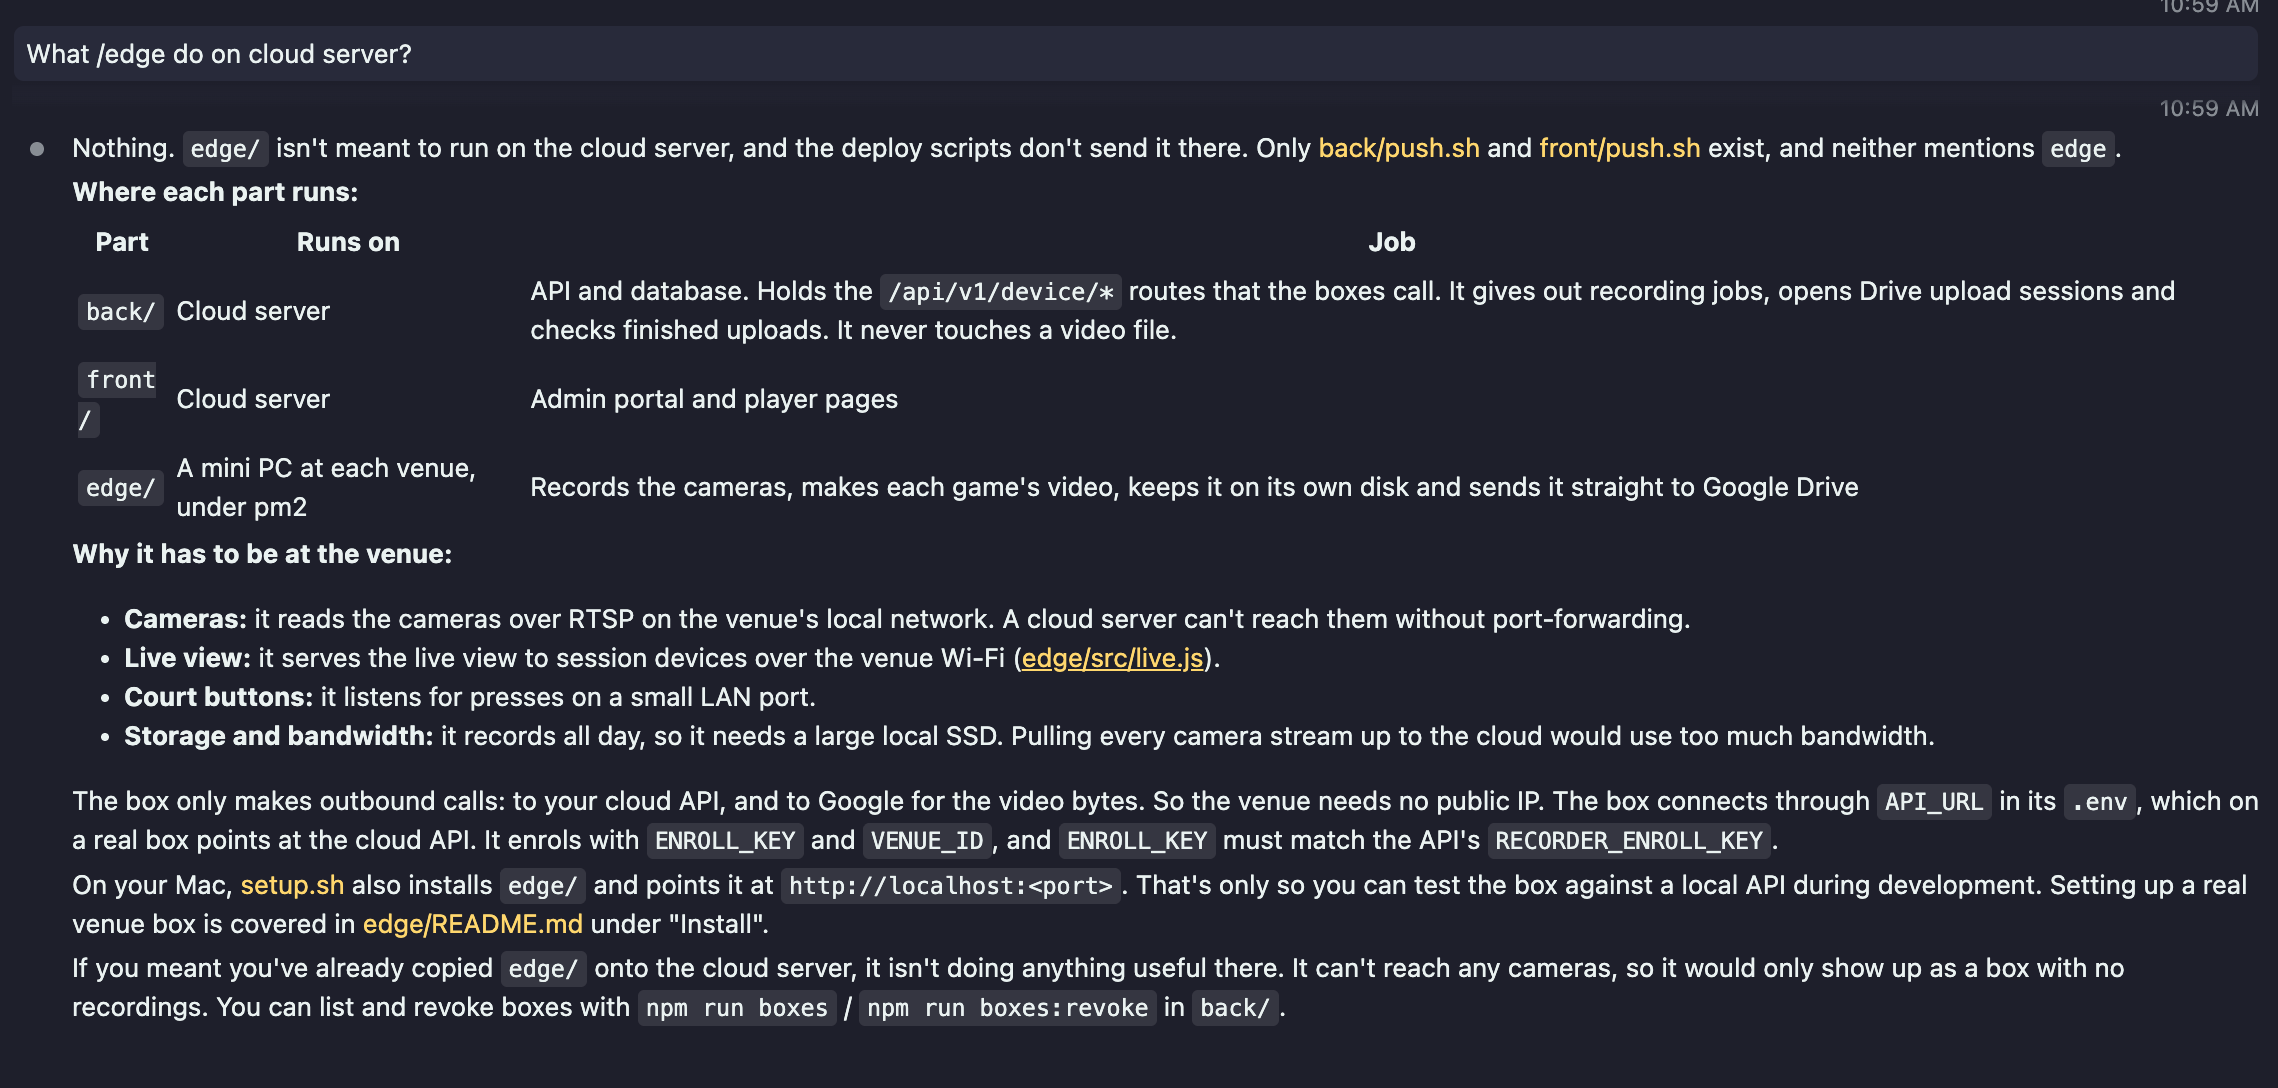 10:59 AM
What /edge do on cloud server?
10:59 AM
Nothing. edge/ isn't meant to run on the cloud server, and the deploy scripts don't send it there. Only back/push.sh and front/push.sh exist, and neither mentions edge.
Where each part runs:
Part Runs on Job
back/ Cloud server API and database. Holds the /api/v1/device/* routes that the boxes call. It gives out recording jobs, opens Drive upload sessions and
checks finished uploads. It never touches a video file.
front
/ Cloud server Admin portal and player pages
edge/ A mini PC at each venue,
under pm2 Records the cameras, makes each game's video, keeps it on its own disk and sends it straight to Google Drive
Why it has to be at the venue:
• Cameras: it reads the cameras over RTSP on the venue's local network. A cloud server can't reach them without port-forwarding.
• Live view: it serves the live view to session devices over the venue Wi-Fi (edge/src/live.js).
• Court buttons: it listens for presses on a small LAN port.
• Storage and bandwidth: it records all day, so it needs a large local SSD. Pulling every camera stream up to the cloud would use too much bandwidth.
The box only makes outbound calls: to your cloud API, and to Google for the video bytes. So the venue needs no public IP. The box connects through API_URL in its .env, which on
a real box points at the cloud API. It enrols with ENROLL_KEY and VENUE_ID, and ENROLL_KEY must match the API's RECORDER_ENROLL_KEY.
On your Mac, setup.sh also installs edge/ and points it at http://localhost:<port>. That's only so you can test the box against a local API during development. Setting up a real
venue box is covered in edge/README.md under "Install".
If you meant you've already copied edge/ onto the cloud server, it isn't doing anything useful there. It can't reach any cameras, so it would only show up as a box with no
recordings. You can list and revoke boxes with npm run boxes / npm run boxes:revoke in back/.